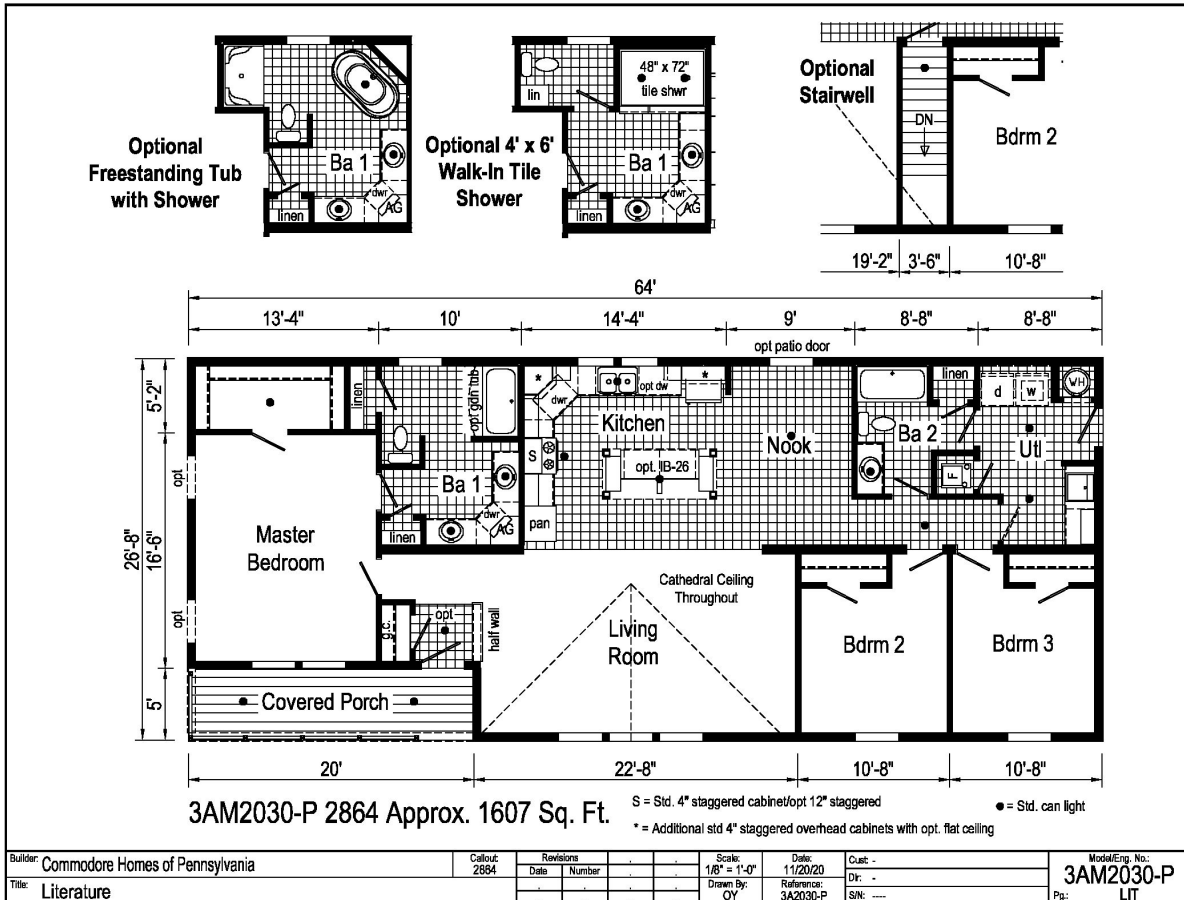 Optional
Freestanding Tub
with Shower
Ba 1
dwr
AG
linen
Optional 4' x 6'
Walk-In Tile
Shower
48" x 72"
tile shwr
lin
Ba 1
dwr
AG
linen
Optional
Stairwell
DN
Bdrm 2
19'-2"
3'-6"
10'-8"
64'
13'-4"
10'
14'-4"
9'
8'-8"
8'-8"
opt patio door
26'-8"
5'-2"
16'-6"
5'
opt
opt
linen
opt gdn tub
*
dwr
opt dw
*
linen
d
w
WH
Kitchen
Nook
Ba 2
Utl
S
opt. IB-26
F
pan
Ba 1
dwr
AG
linen
Master
Bedroom
g.c.
opt
half wall
Cathedral Ceiling
Throughout
Living
Room
Bdrm 2
Bdrm 3
Covered Porch
20'
22'-8"
10'-8"
10'-8"
3AM2030-P 2864 Approx. 1607 Sq. Ft.
S = Std. 4" staggered cabinet/opt 12" staggered
● = Std. can light
* = Additional std 4" staggered overhead cabinets with opt. flat ceiling
Builder: Commodore Homes of Pennsylvania
Title: Literature
Callout:
2864
Revisions
Date Number
Scale:
1/8" = 1'-0"
Drawn By:
OY
Date:
11/20/20
Reference:
3A2030-P
Cust: -
Dir: -
S/N: ----
Model/Eng. No.:
3AM2030-P
Pg.: LIT